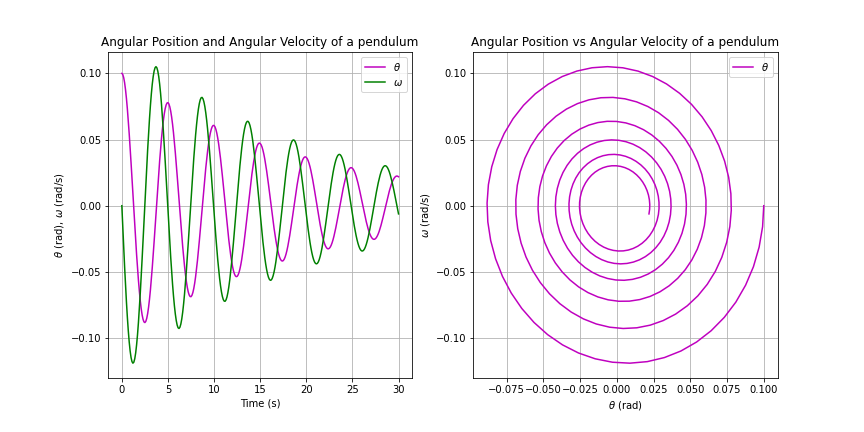 Angular Position and Angular Velocity of a pendulum
θ
ω
0.10
0.05
0.00
−0.05
−0.10
θ (rad), ω (rad/s)
0
5
10
15
20
25
30
Time (s)
Angular Position vs Angular Velocity of a pendulum
θ
0.10
0.05
0.00
−0.05
−0.10
ω (rad/s)
−0.075
−0.050
−0.025
0.000
0.025
0.050
0.075
0.100
θ (rad)